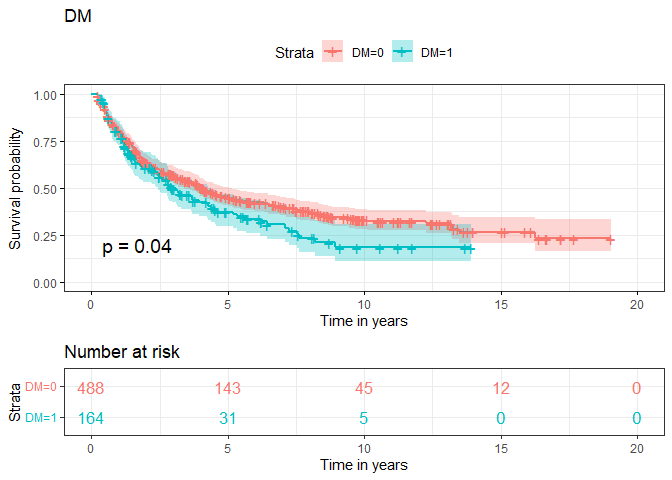 DM
Strata DM=0 DM=1
Survival probability
1.00
0.75
0.50
0.25
0.00
p = 0.04
0 5 10 15 20
Time in years
Number at risk
Strata
DM=0 488 143 45 12 0
DM=1 164 31 5 0 0
0 5 10 15 20
Time in years